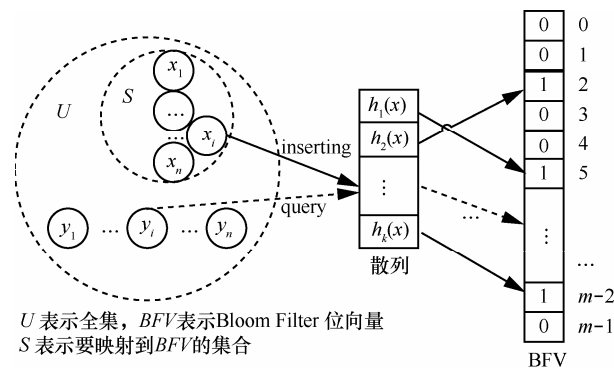 U
S
x₁
...
...
xᵢ
xₙ
y₁ ... yᵢ ... yₙ
inserting
query
h₁(x)
h₂(x)
⋮
hₖ(x)
散列
...
0 0
0 1
1 2
0 3
0 4
1 5
⋮
...
1 m-2
0 m-1
BFV
U 表示全集，BFV表示Bloom Filter 位向量
S 表示要映射到BFV的集合